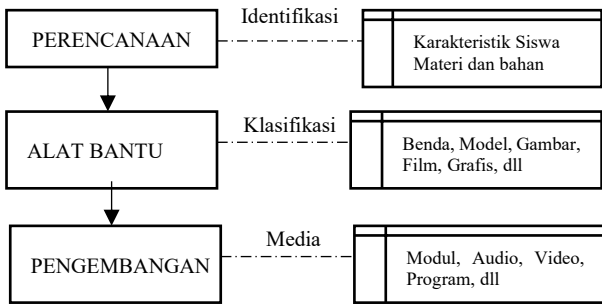 Identifikasi
PERENCANAAN
Karakteristik Siswa
Materi dan bahan
Klasifikasi
ALAT BANTU
Benda, Model, Gambar,
Film, Grafis, dll
Media
PENGEMBANGAN
Modul, Audio, Video,
Program, dll